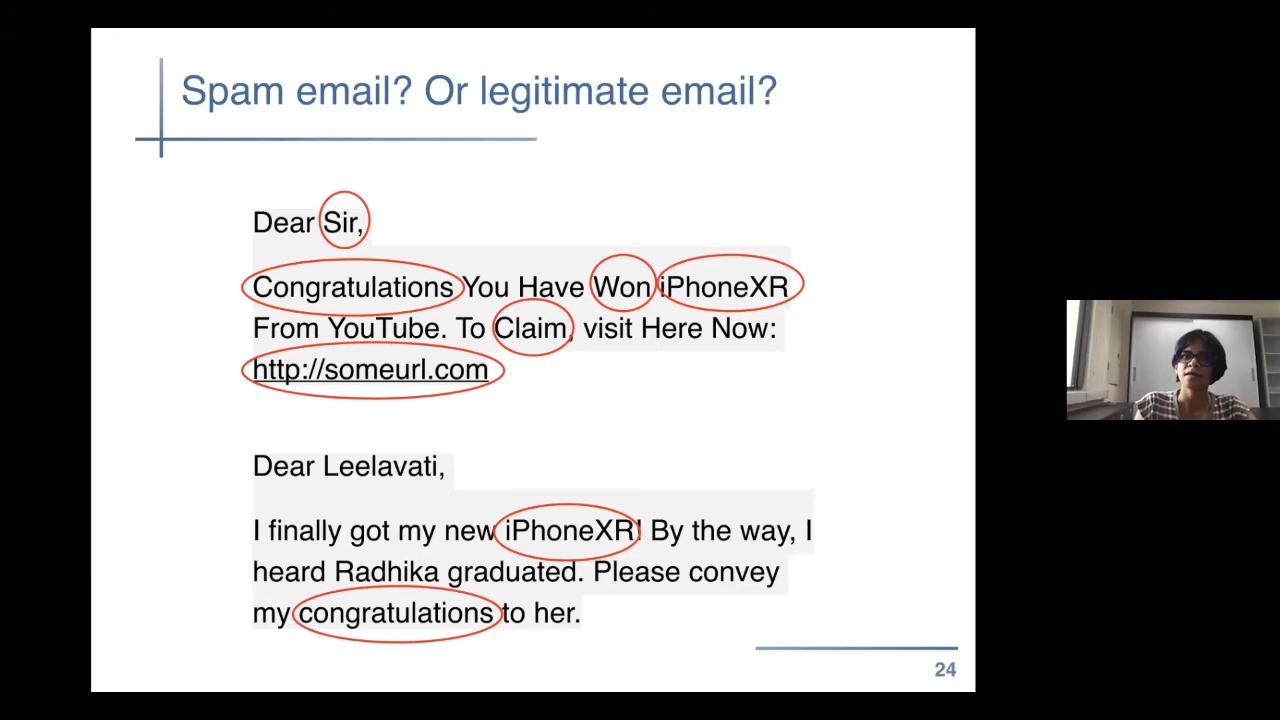 Spam email? Or legitimate email?
Dear Sir,
Congratulations You Have Won iPhoneXR
From YouTube. To Claim, visit Here Now:
http://someurl.com
Dear Leelavati,
I finally got my new iPhoneXR! By the way, I
heard Radhika graduated. Please convey
my congratulations to her.
24